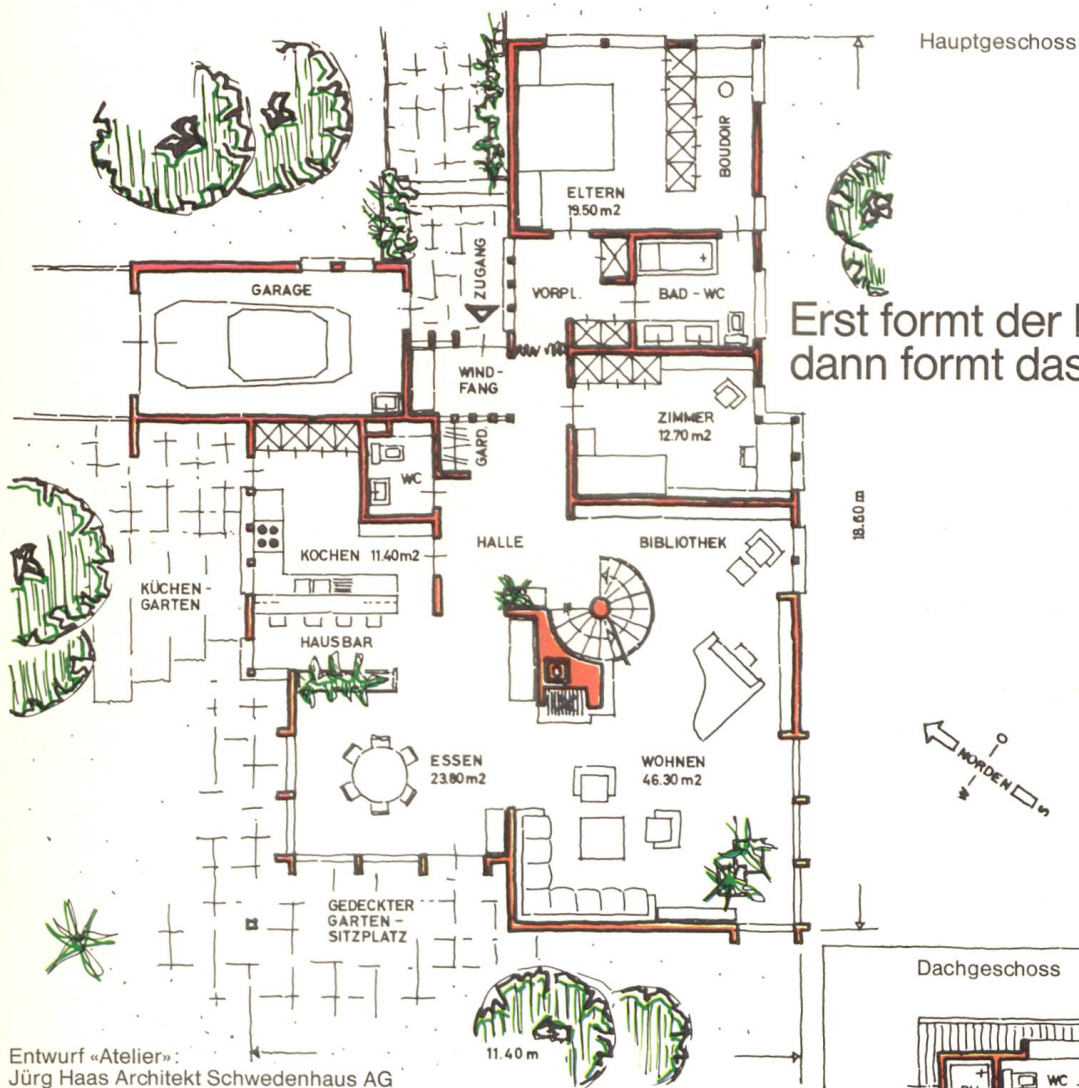 Hauptgeschoss
BOUDOIR
ELTERN
19.50 m2
ZUGANG
GARAGE
VORPL.
BAD - WC
Erst formt der
dann formt das
WIND-
FANG
ZIMMER
12.70 m2
GARD.
WC
18.60 m
KOCHEN 11.40m2
HALLE
BIBLIOTHEK
KÜCHEN-
GARTEN
HAUSBAR
ESSEN
23.80 m2
WOHNEN
46.30 m2
O
NORDEN
S
W
GEDECKTER
GARTEN-
SITZPLATZ
Dachgeschoss
11.40 m
Entwurf «Atelier»:
Jürg Haas Architekt Schwedenhaus AG
WC